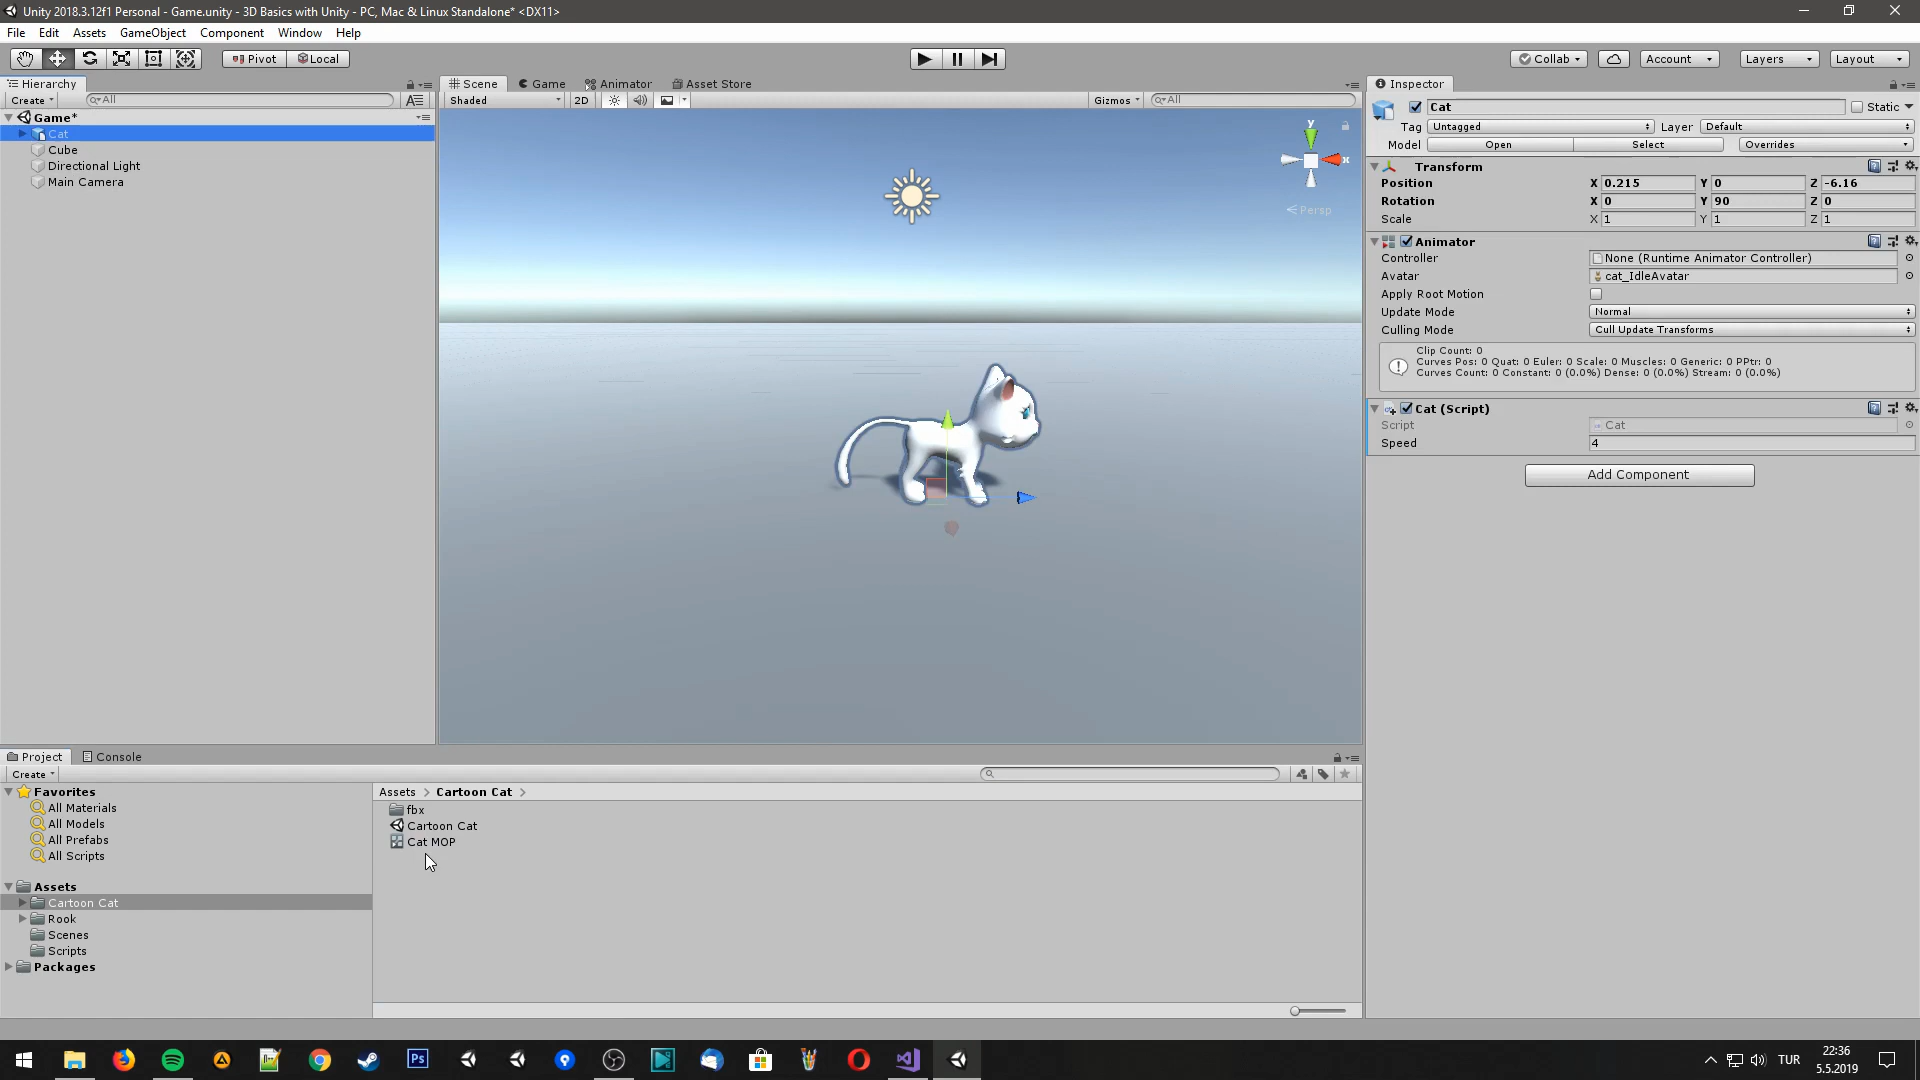 Unity 2018.3.12f1 Personal - Game.unity - 3D Basics with Unity - PC, Mac & Linux Standalone* <DX11>
File Edit Assets GameObject Component Window Help
Pivot Local Collab Account Layers Layout
Hierarchy
Create All
Game*
Cat
Cube
Directional Light
Main Camera
Scene Game Animator Asset Store
Shaded 2D Gizmos All
y
x
Persp
Inspector
Cat Static
Tag Untagged Layer Default
Model Open Select Overrides
Transform
Position X 0.215 Y 0 Z -6.16
Rotation X 0 Y 90 Z 0
Scale X 1 Y 1 Z 1
Animator
Controller None (Runtime Animator Controller)
Avatar cat_IdleAvatar
Apply Root Motion
Update Mode Normal
Culling Mode Cull Update Transforms
Clip Count: 0
Curves Pos: 0 Quat: 0 Euler: 0 Scale: 0 Muscles: 0 Generic: 0 PPtr: 0
Curves Count: 0 Constant: 0 (0.0%) Dense: 0 (0.0%) Stream: 0 (0.0%)
Cat (Script)
Script Cat
Speed 4
Add Component
Project Console
Create
Favorites
All Materials
All Models
All Prefabs
All Scripts
Assets
Cartoon Cat
Rook
Scenes
Scripts
Packages
Assets > Cartoon Cat >
fbx
Cartoon Cat
Cat MOP
Ps
TUR
22:36
5.5.2019